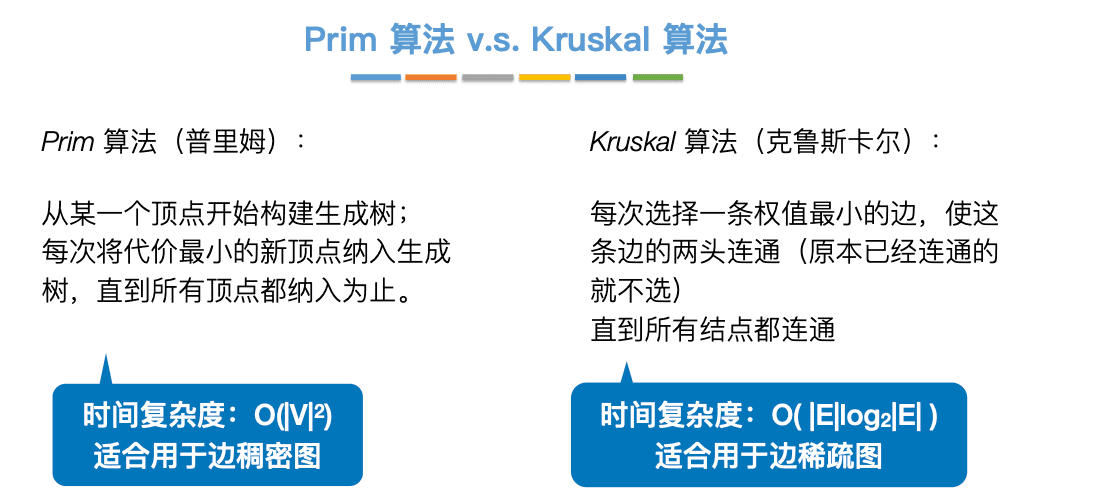 Prim 算法 v.s. Kruskal 算法
Prim 算法（普里姆）：
从某一个顶点开始构建生成树；
每次将代价最小的新顶点纳入生成
树，直到所有顶点都纳入为止。
时间复杂度：O(|V|²)
适合用于边稠密图
Kruskal 算法（克鲁斯卡尔）：
每次选择一条权值最小的边，使这
条边的两头连通（原本已经连通的
就不选）
直到所有结点都连通
时间复杂度：O( |E|log₂|E| )
适合用于边稀疏图